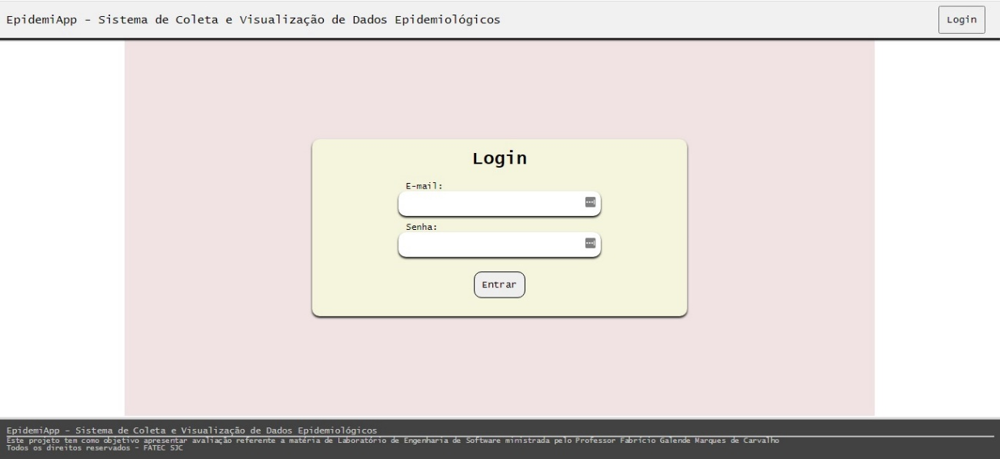 EpidemiApp - Sistema de Coleta e Visualização de Dados Epidemiológicos
Login
Login
E-mail:
Senha:
Entrar
EpidemiApp - Sistema de Coleta e Visualização de Dados Epidemiológicos
Este projeto tem como objetivo apresentar avaliação referente a matéria de Laboratório de Engenharia de Software ministrada pelo Professor Fabrício Galende Marques de Carvalho
Todos os direitos reservados - FATEC SJC